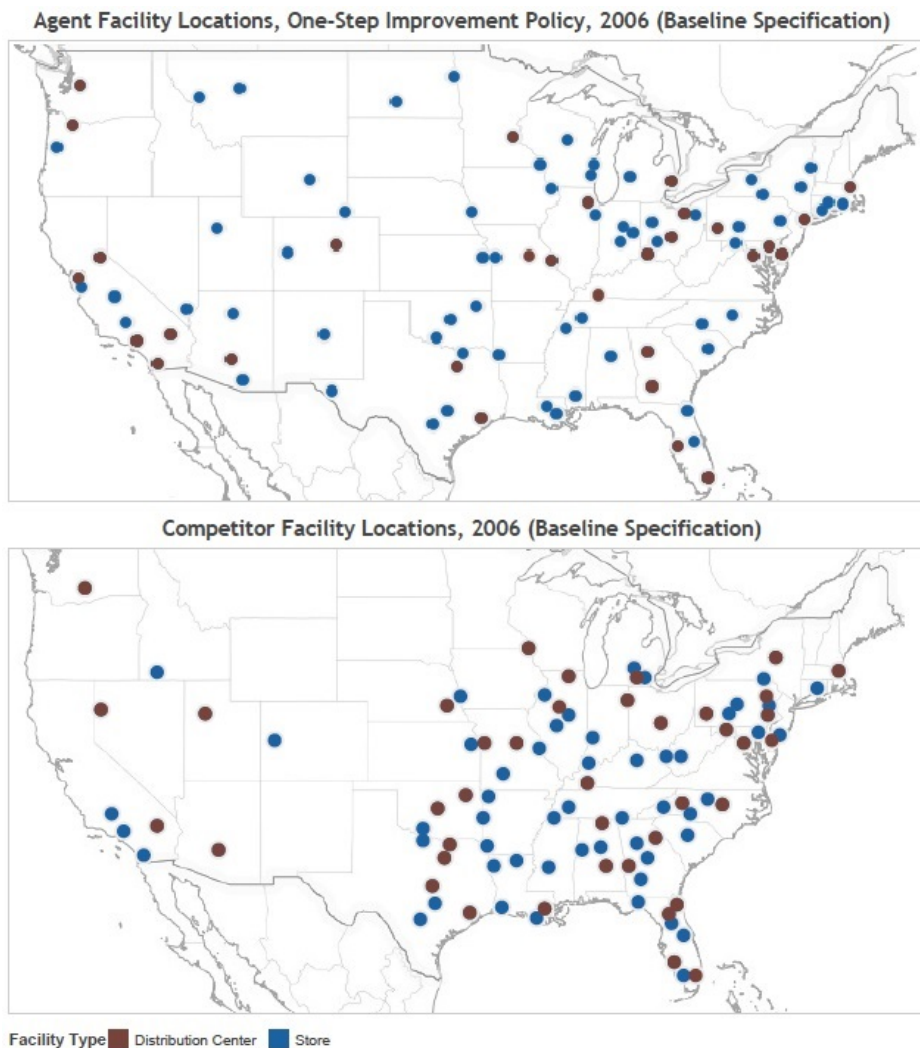 Agent Facility Locations, One-Step Improvement Policy, 2006 (Baseline Specification)
Competitor Facility Locations, 2006 (Baseline Specification)
Facility Type Distribution Center Store